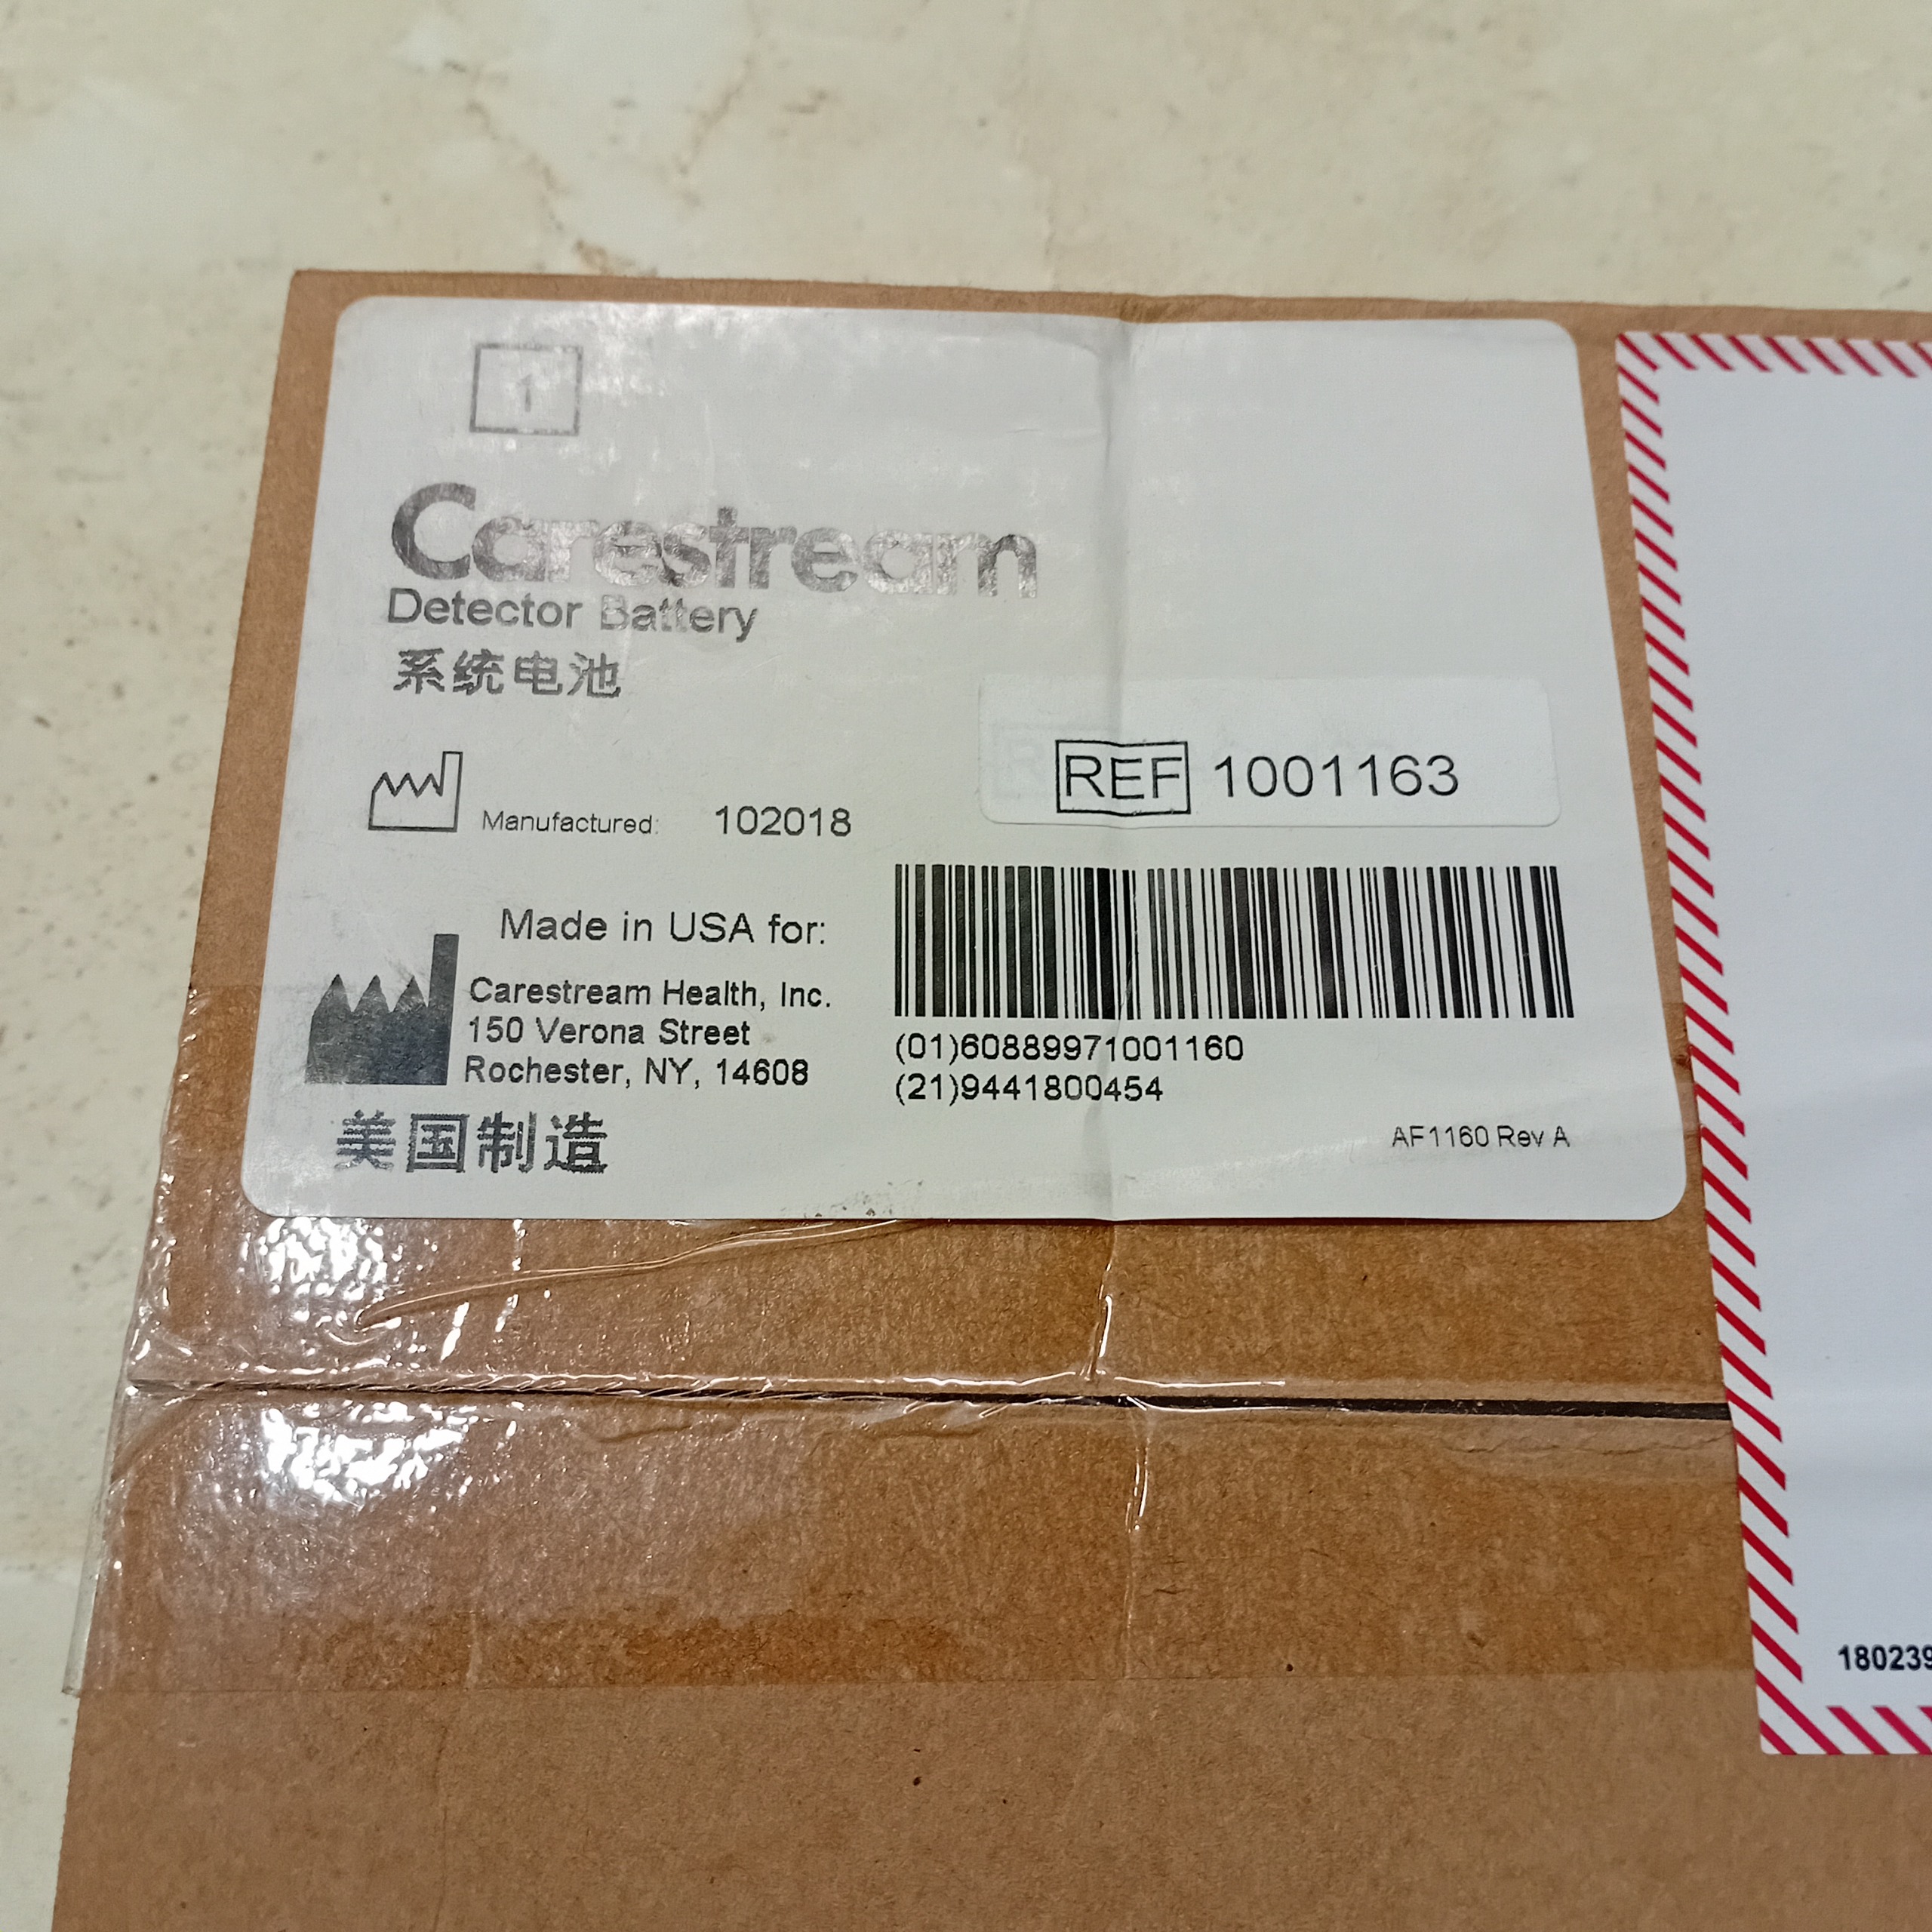 1
Carestream
Detector Battery
系统电池
REF 1001163
Manufactured: 102018
Made in USA for:
Carestream Health, Inc.
150 Verona Street
Rochester, NY, 14608
美国制造
(01)60889971001160
(21)9441800454
AF1160 Rev A
180239